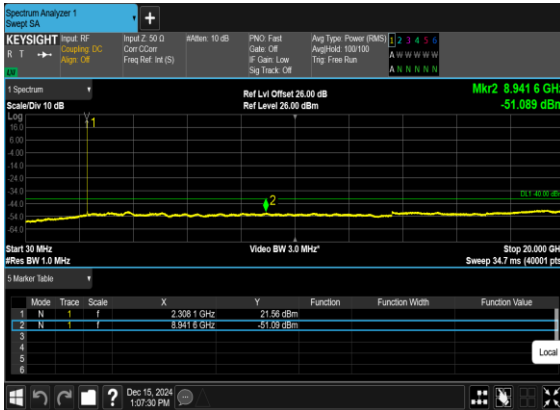 Spectrum Analyzer 1
Swept SA
+
KEYSIGHT
R T
Input: RF
Coupling: DC
Align: Off
Input Z: 50 Ω
Corr CCorr
Freq Ref: Int (S)
#Atten: 10 dB
PNO: Fast
Gate: Off
IF Gain: Low
Sig Track: Off
Avg Type: Power (RMS)
Avg|Hold: 100/100
Trig: Free Run
1 2 3 4 5 6
A W W W W W
A N N N N N
1 Spectrum
Scale/Div 10 dB
Ref Lvl Offset 26.00 dB
Ref Level 26.00 dBm
Mkr2 8.941 6 GHz
-51.089 dBm
Log
16.0
6.00
-4.00
-14.0
-24.0
-34.0
-44.0
-54.0
-64.0
1
2
DL1 -40.00 dBm
Start 30 MHz
#Res BW 1.0 MHz
Video BW 3.0 MHz*
Stop 20.000 GHz
Sweep 34.7 ms (40001 pts)
5 Marker Table
Mode Trace Scale X Y Function Function Width Function Value
1 N 1 f 2.308 1 GHz 21.56 dBm
2 N 1 f 8.941 6 GHz -51.09 dBm
3
4
5
6
Local
?
Dec 15, 2024
1:07:30 PM